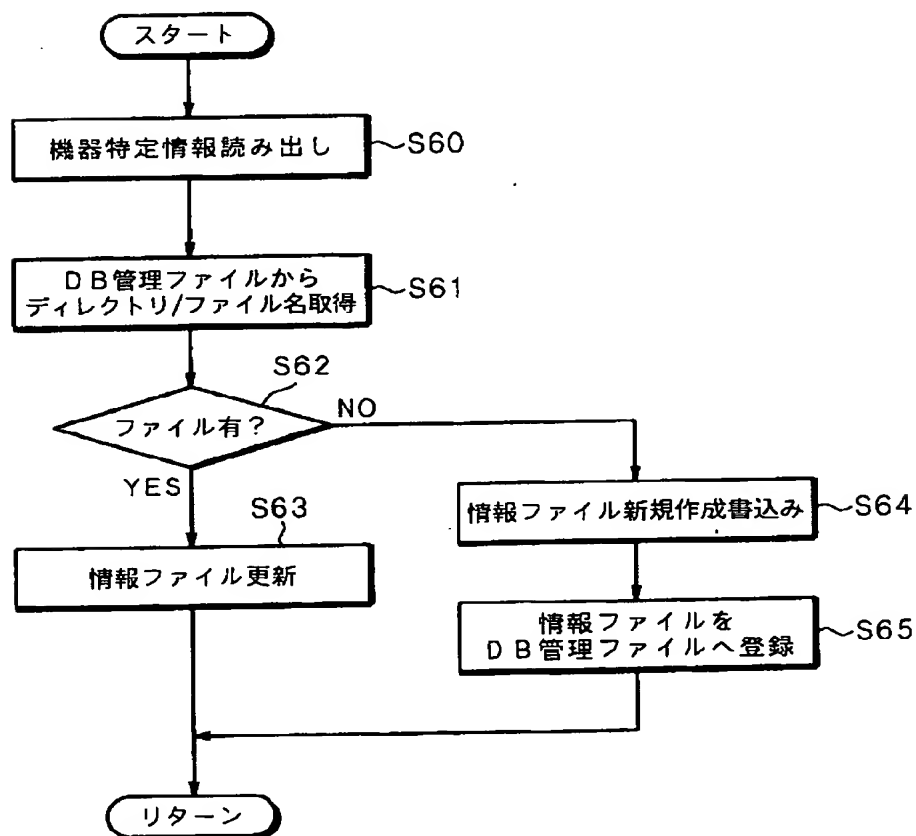 スタート
機器特定情報読み出し
S60
DB管理ファイルから
ディレクトリ/ファイル名取得
S61
S62
ファイル有?
NO
YES
S63
情報ファイル更新
情報ファイル新規作成書込み
S64
情報ファイルを
DB管理ファイルへ登録
S65
リターン